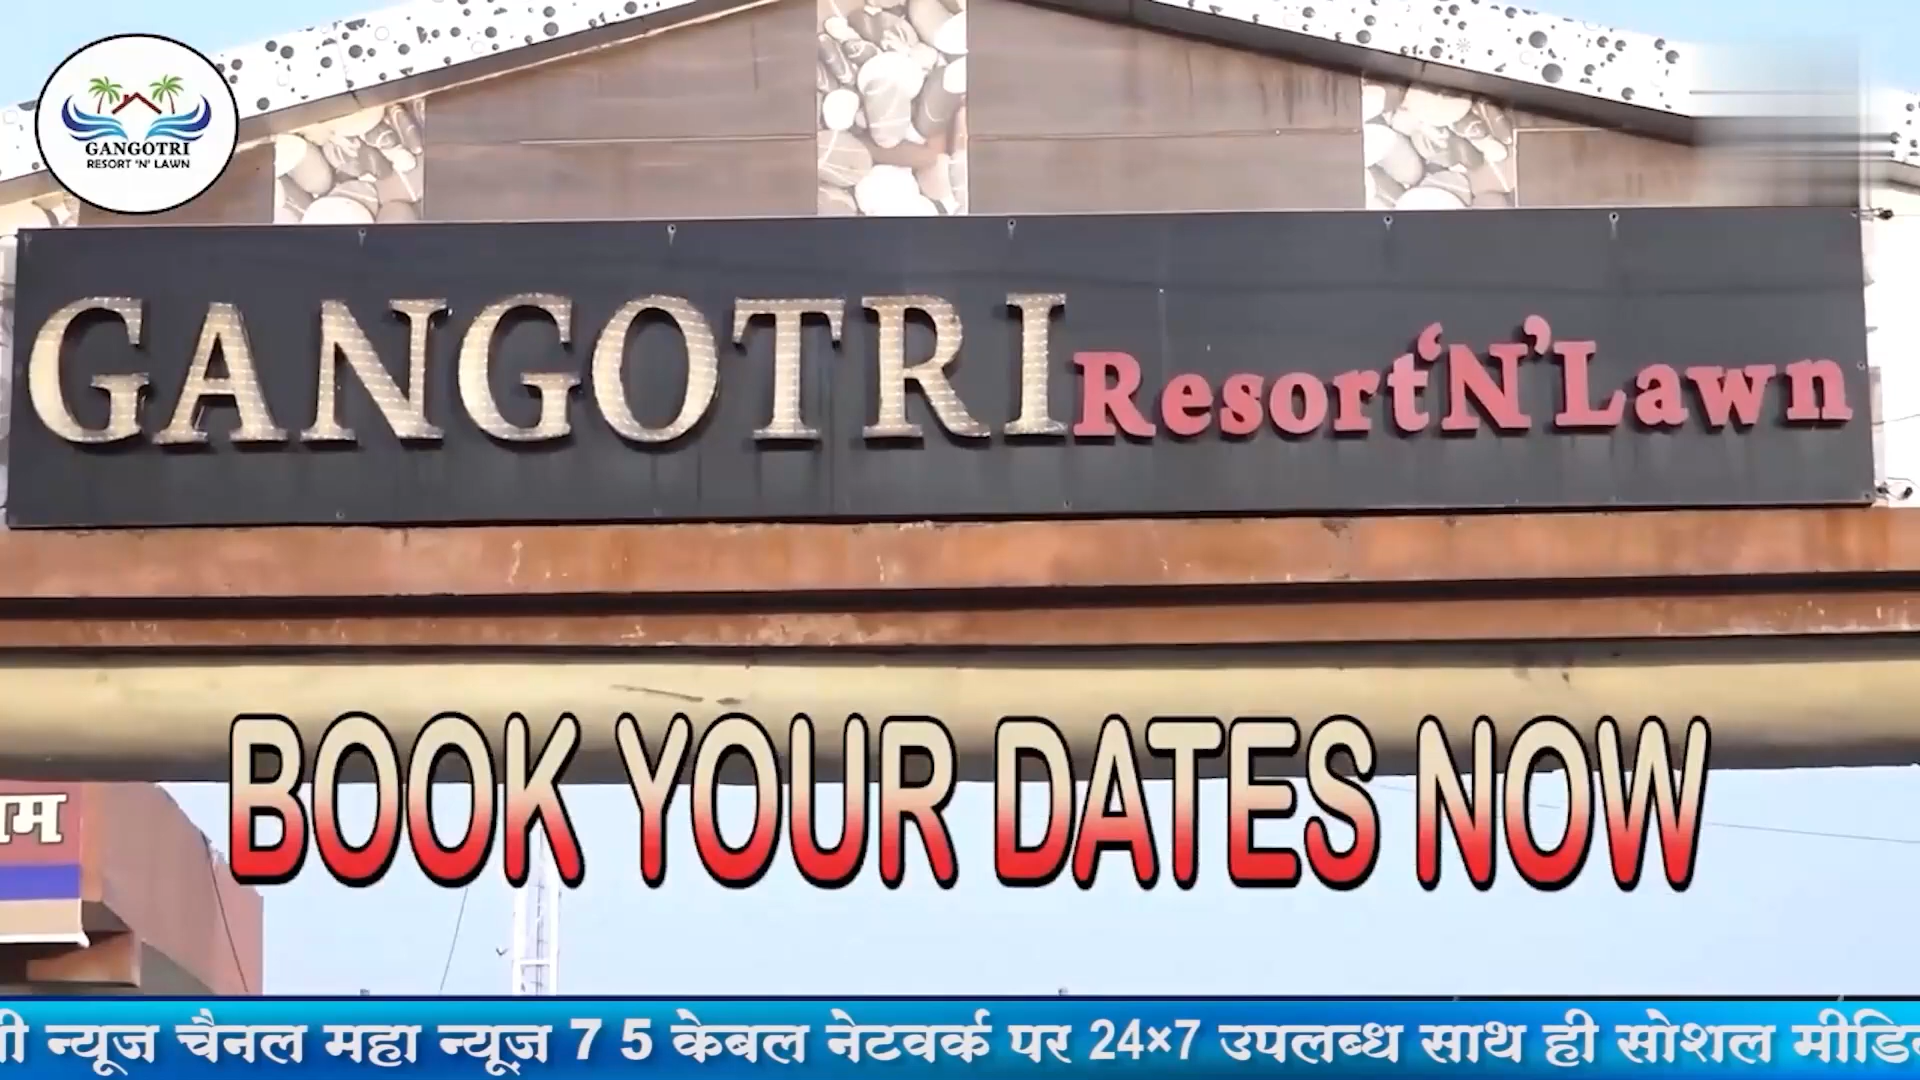 GANGOTRI
RESORT 'N' LAWN
GANGOTRI Resort 'N' Lawn
BOOK YOUR DATES NOW
न्यूज चैनल महा न्यूज़ 7 5 केबल नेटवर्क पर 24×7 उपलब्ध साथ ही सोशल